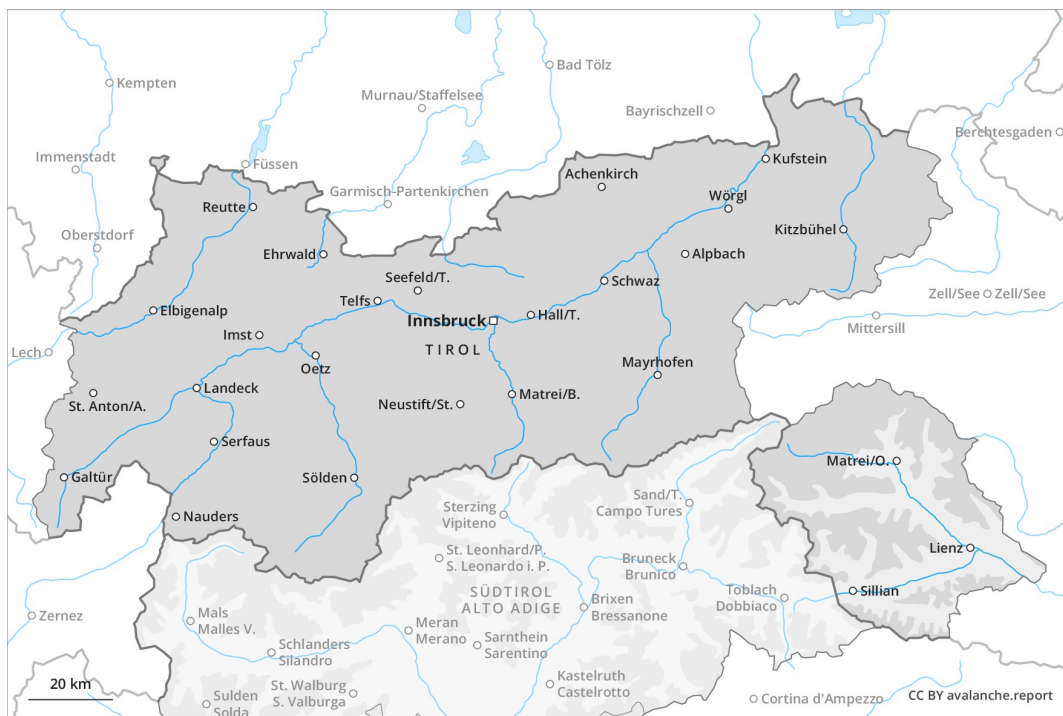 Kempten
Bad Tölz
Murnau/Staffelsee
Bayrischzell
Berchtesgaden
Immenstadt
Füssen
Kufstein
Achenkirch
Garmisch-Partenkirchen
Reutte
Wörgl
Oberstdorf
Kitzbühel
Ehrwald
Alpbach
Seefeld/T.
Schwaz
Zell/See
Zell/See
Telfs
Elbigenalp
Hall/T.
Innsbruck
Mittersill
Imst
TIROL
Lech
Oetz
Mayrhofen
Landeck
St. Anton/A.
Neustift/St.
Matrei/B.
Serfaus
Matrei/O.
Galtür
Sölden
Sand/T.
Campo Tures
Sterzing
Vipiteno
Nauders
Lienz
St. Leonhard/P.
S. Leonardo i. P.
Bruneck
Brunico
SÜDTIROL
ALTO ADIGE
Sillian
Toblach
Dobbiaco
Brixen
Bressanone
Zernez
Mals
Malles V.
Meran
Merano
Sarnthein
Sarentino
Schlanders
Silandro
Kastelruth
Castelrotto
20 km
St. Walburg
S. Valburga
Sulden
Solda
Cortina d'Ampezzo
CC BY avalanche.report